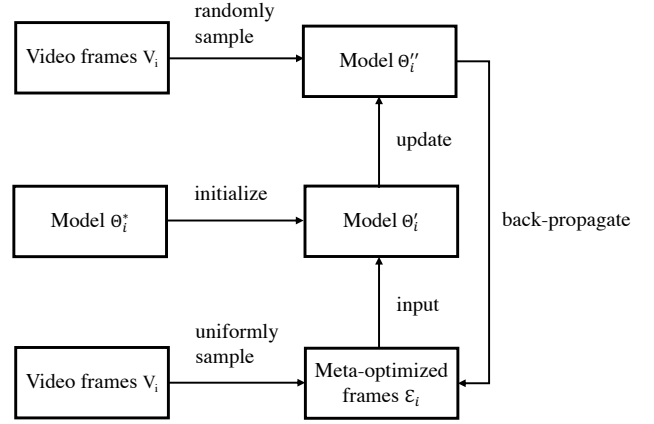 randomly
sample
Video frames Vᵢ
Model Θᵢ′′
update
initialize
Model Θᵢ*
Model Θᵢ′
back-propagate
input
uniformly
sample
Video frames Vᵢ
Meta-optimized
frames Ɛᵢ